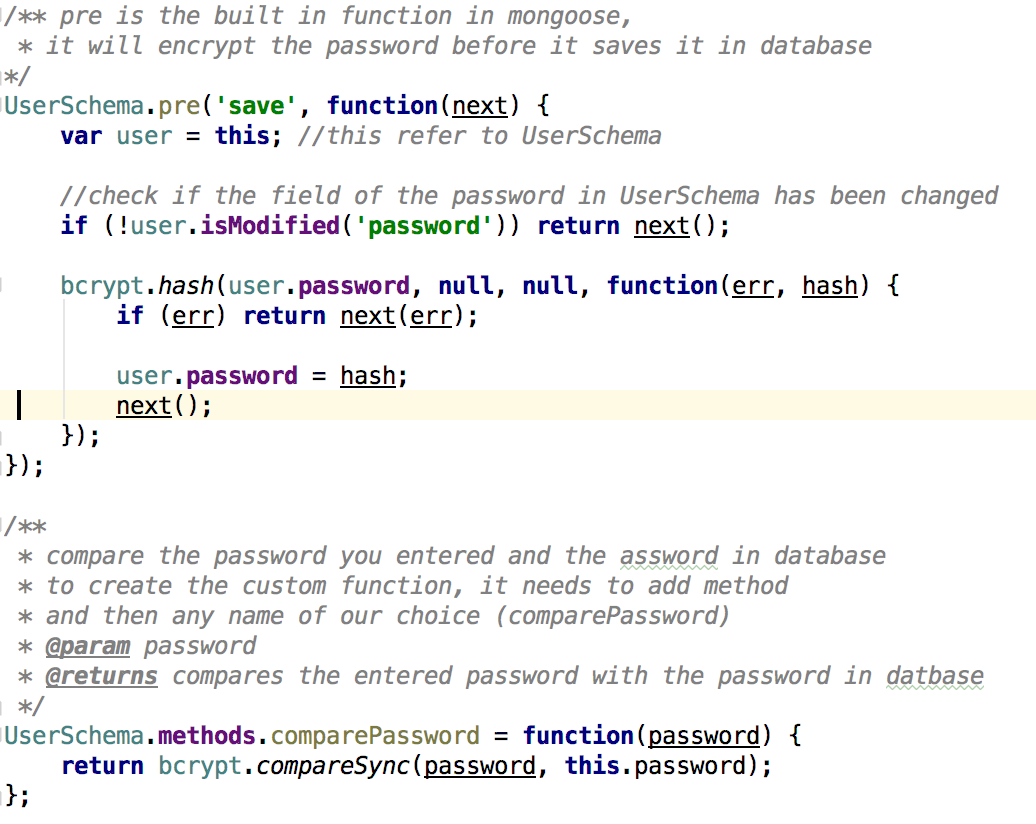 /** pre is the built in function in mongoose,
 * it will encrypt the password before it saves it in database
*/
UserSchema.pre('save', function(next) {
    var user = this; //this refer to UserSchema

    //check if the field of the password in UserSchema has been changed
    if (!user.isModified('password')) return next();

    bcrypt.hash(user.password, null, null, function(err, hash) {
        if (err) return next(err);

        user.password = hash;
        next();
    });
});

/**
 * compare the password you entered and the assword in database
 * to create the custom function, it needs to add method
 * and then any name of our choice (comparePassword)
 * @param password
 * @returns compares the entered password with the password in datbase
 */
UserSchema.methods.comparePassword = function(password) {
    return bcrypt.compareSync(password, this.password);
};